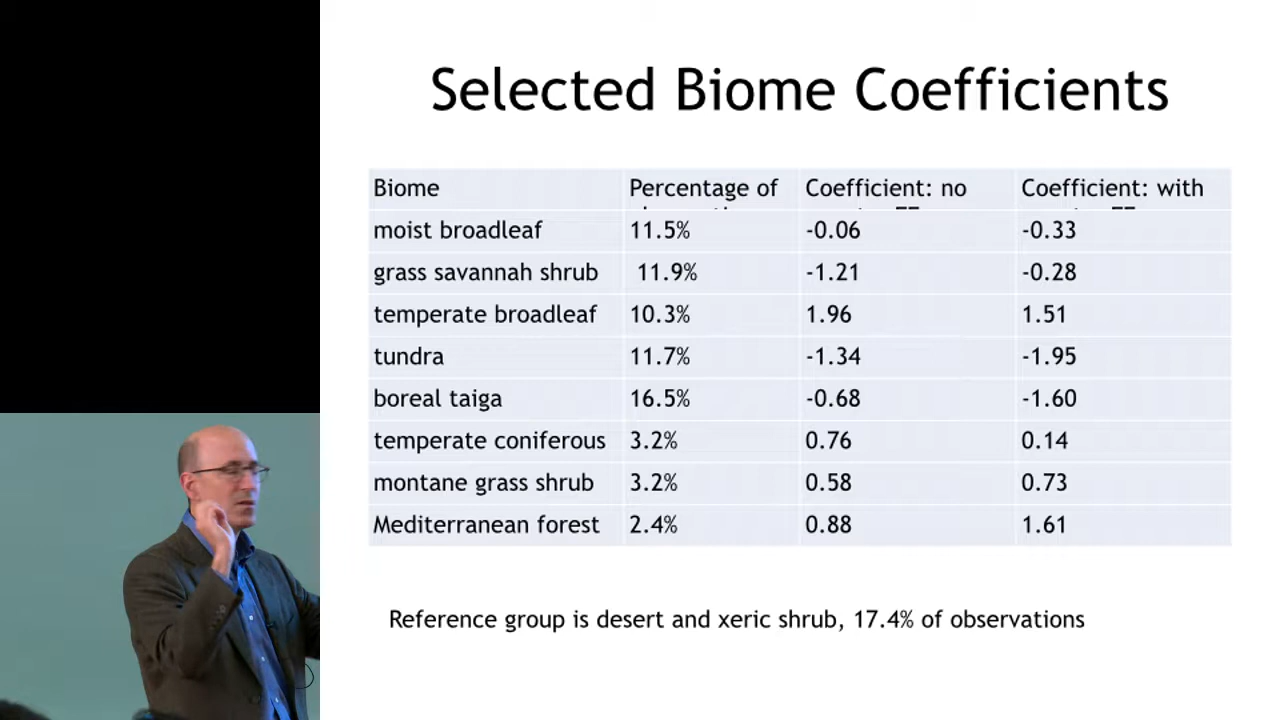 Selected Biome Coefficients
Biome Percentage of Coefficient: no Coefficient: with
moist broadleaf 11.5% -0.06 -0.33
grass savannah shrub 11.9% -1.21 -0.28
temperate broadleaf 10.3% 1.96 1.51
tundra 11.7% -1.34 -1.95
boreal taiga 16.5% -0.68 -1.60
temperate coniferous 3.2% 0.76 0.14
montane grass shrub 3.2% 0.58 0.73
Mediterranean forest 2.4% 0.88 1.61
Reference group is desert and xeric shrub, 17.4% of observations